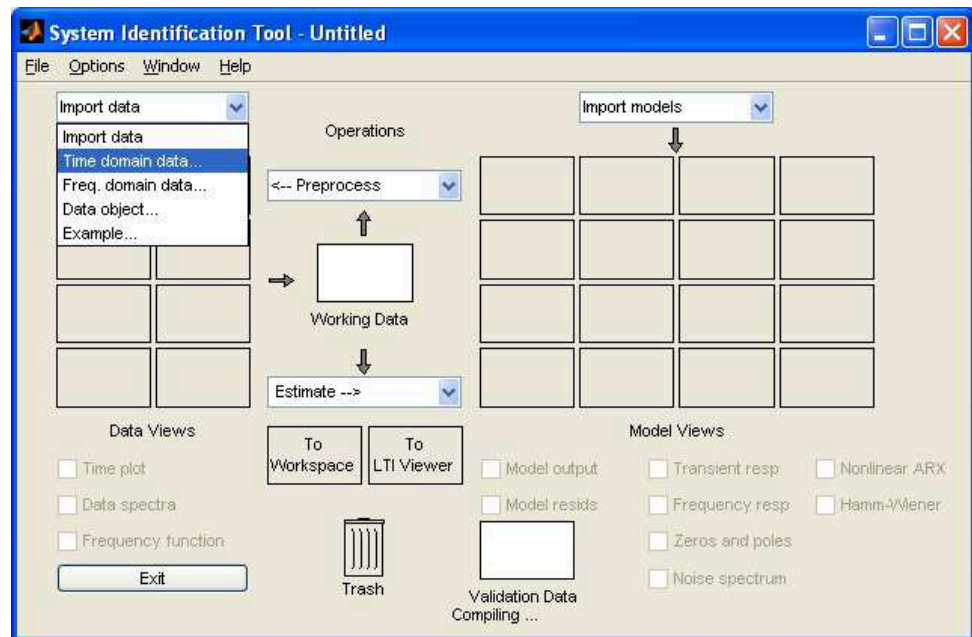 System Identification Tool - Untitled
File Options Window Help
Import data
Import data
Time domain data...
Freq. domain data...
Data object...
Example...
Operations
Import models
<-- Preprocess
Working Data
Estimate -->
Data Views
To Workspace
To LTI Viewer
Model Views
Time plot
Data spectra
Frequency function
Exit
Trash
Model output
Model resids
Transient resp
Frequency resp
Zeros and poles
Noise spectrum
Nonlinear ARX
Hamm-Wiener
Validation Data
Compiling ...